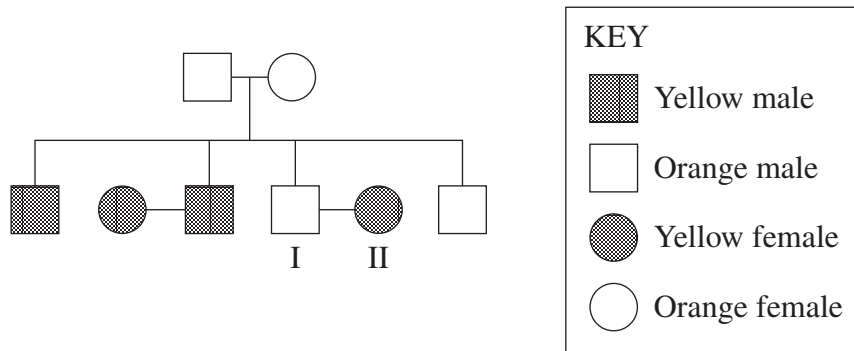 I
II
KEY
Yellow male
Orange male
Yellow female
Orange female